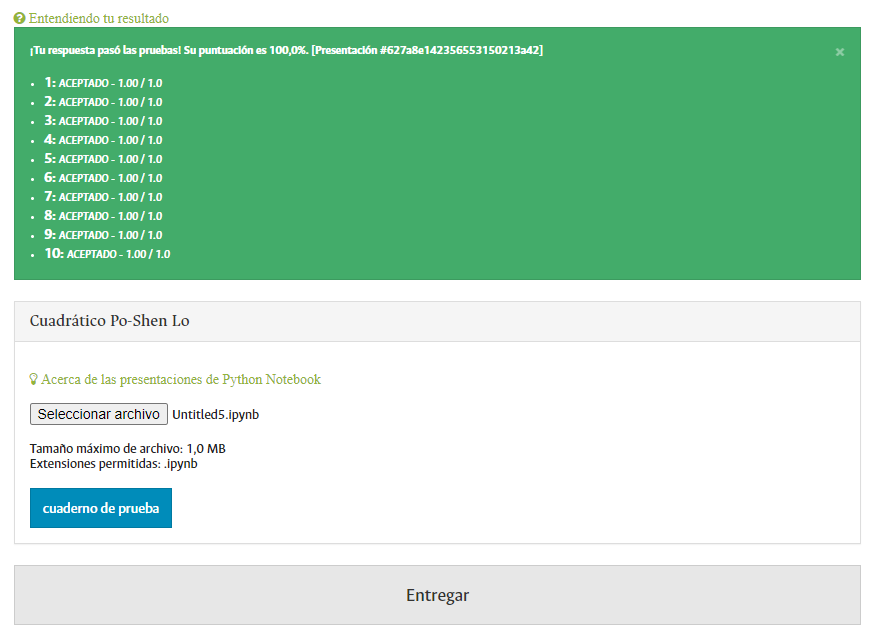 Entendiendo tu resultado
¡Tu respuesta pasó las pruebas! Su puntuación es 100,0%. [Presentación #627a8e142356553150213a42]
×
1: ACEPTADO - 1.00 / 1.0
2: ACEPTADO - 1.00 / 1.0
3: ACEPTADO - 1.00 / 1.0
4: ACEPTADO - 1.00 / 1.0
5: ACEPTADO - 1.00 / 1.0
6: ACEPTADO - 1.00 / 1.0
7: ACEPTADO - 1.00 / 1.0
8: ACEPTADO - 1.00 / 1.0
9: ACEPTADO - 1.00 / 1.0
10: ACEPTADO - 1.00 / 1.0
Cuadrático Po-Shen Lo
Acerca de las presentaciones de Python Notebook
Seleccionar archivo Untitled5.ipynb
Tamaño máximo de archivo: 1,0 MB
Extensiones permitidas: .ipynb
cuaderno de prueba
Entregar